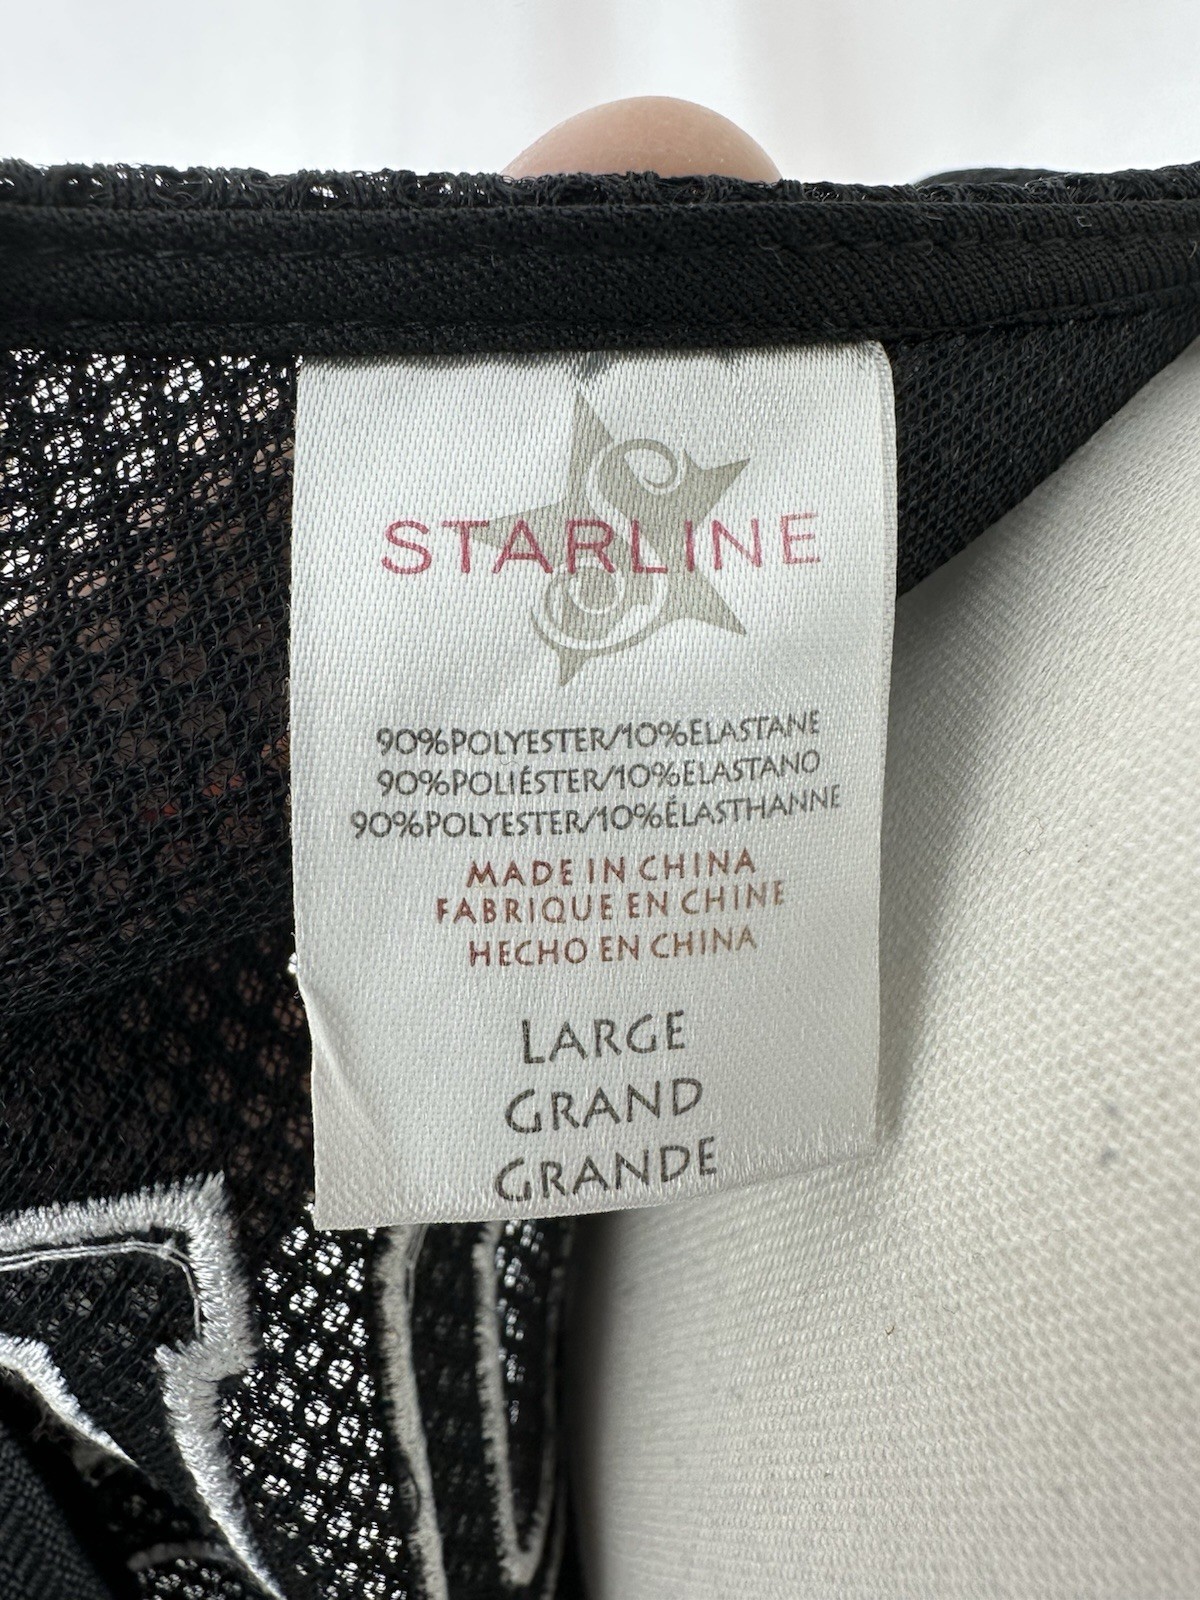 STARLINE
90%POLYESTER/10%ELASTANE
90%POLIÉSTER/10%ELASTANO
90%POLYESTER/10%ÉLASTHANNE
MADE IN CHINA
FABRIQUE EN CHINE
HECHO EN CHINA
LARGE
GRAND
GRANDE